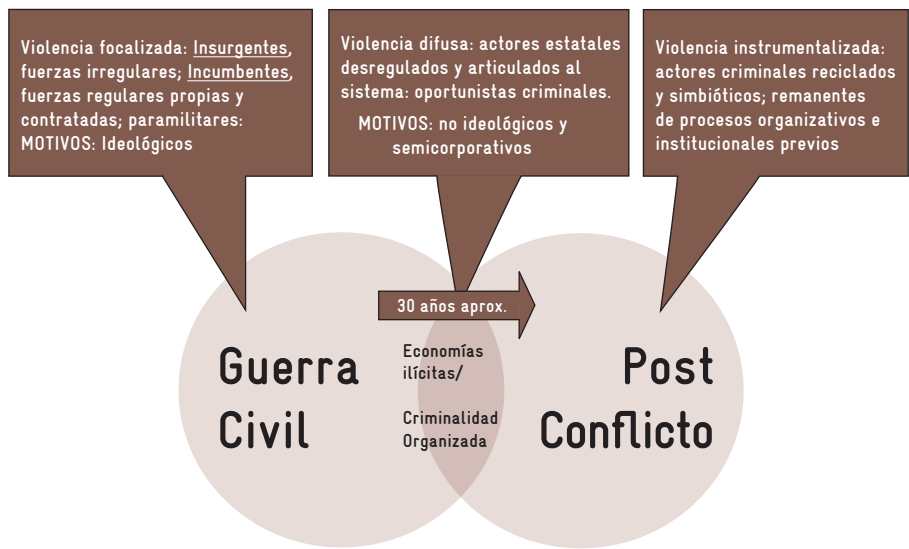 Violencia focalizada: Insurgentes,
fuerzas irregulares; Incumbentes,
fuerzas regulares propias y
contratadas; paramilitares:
MOTIVOS: Ideológicos
Violencia difusa: actores estatales
desregulados y articulados al
sistema: oportunistas criminales.
MOTIVOS: no ideológicos y
semicorporativos
Violencia instrumentalizada:
actores criminales reciclados
y simbióticos; remanentes
de procesos organizativos e
institucionales previos
30 años aprox.
Guerra
Civil
Economías
ilícitas/
Criminalidad
Organizada
Post
Conflicto